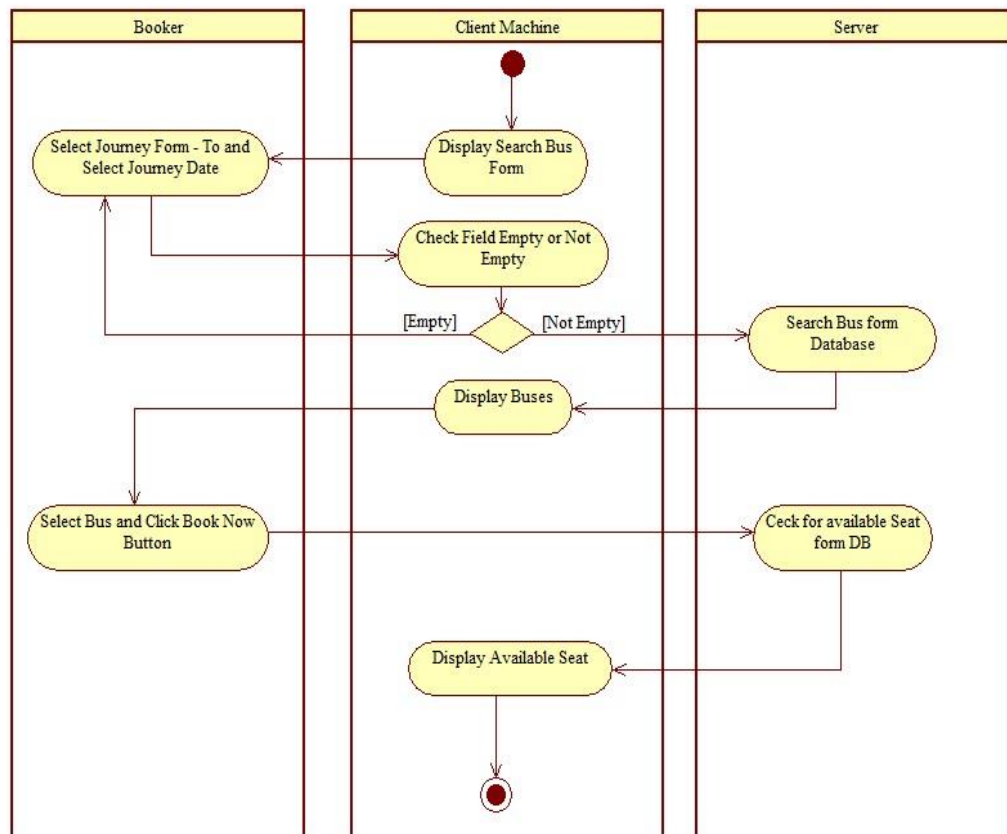 Booker
Client Machine
Server
Display Search Bus
Form
Select Journey Form - To and
Select Journey Date
Check Field Empty or Not
Empty
[Empty]
[Not Empty]
Search Bus form
Database
Display Buses
Select Bus and Click Book Now
Button
Ceck for available Seat
form DB
Display Available Seat